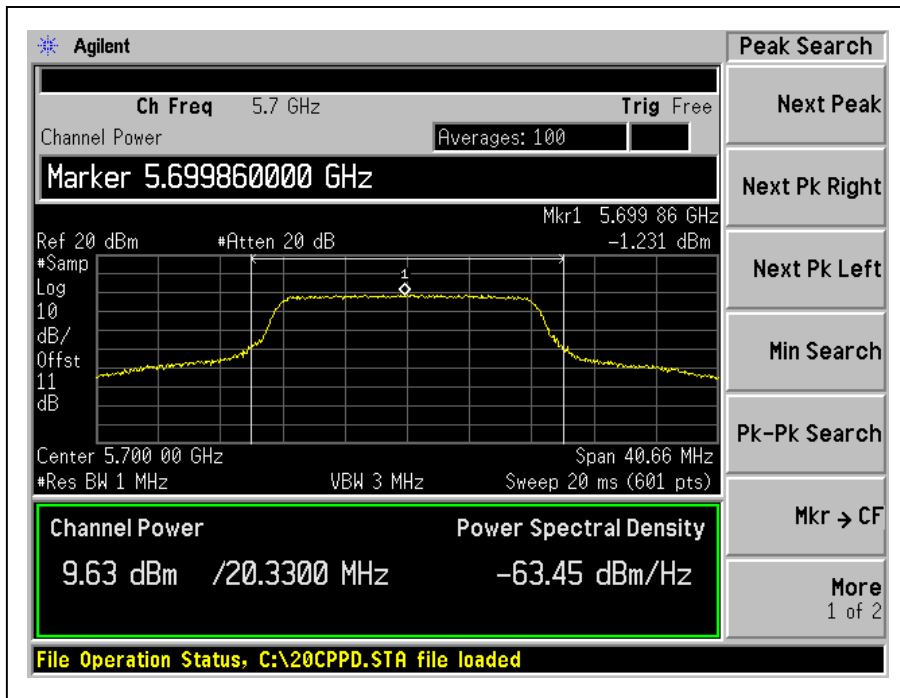 Agilent
Peak Search
Ch Freq 5.7 GHz Trig Free
Channel Power Averages: 100
Marker 5.699860000 GHz
Mkr1 5.699 86 GHz
Ref 20 dBm #Atten 20 dB -1.231 dBm
#Samp
Log
10
dB/
Offst
11
dB
1
Center 5.700 00 GHz Span 40.66 MHz
#Res BW 1 MHz VBW 3 MHz Sweep 20 ms (601 pts)
Channel Power Power Spectral Density
9.63 dBm /20.3300 MHz -63.45 dBm/Hz
File Operation Status, C:\20CPPD.STA file loaded
Next Peak
Next Pk Right
Next Pk Left
Min Search
Pk-Pk Search
Mkr → CF
More
1 of 2